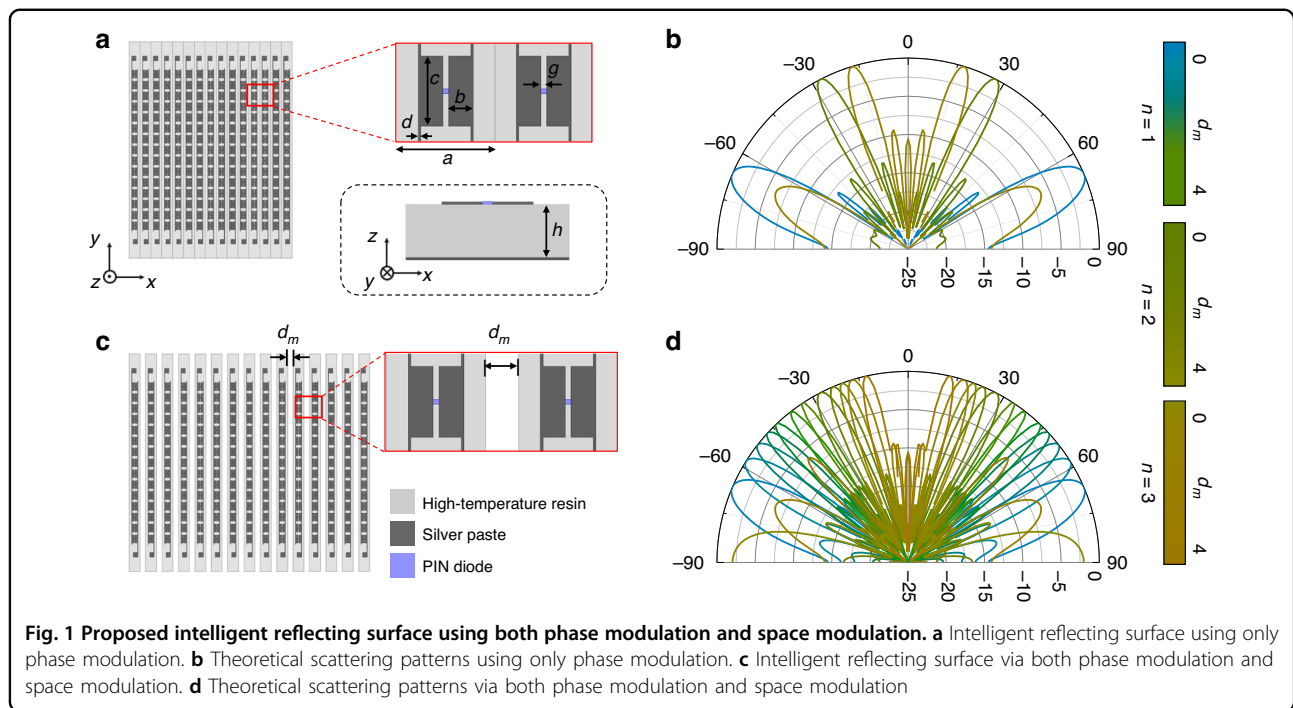 a
c
g
b
d
a
h
y
z
x
z
y
x
b
0
−30
30
−60
60
−90
90
−25
−20
−15
−10
−5
0
n = 1
0
d_m
4
n = 2
0
d_m
4
n = 3
0
d_m
4
c
d_m
d_m
High-temperature resin
Silver paste
PIN diode
d
0
−30
30
−60
60
−90
90
−25
−20
−15
−10
−5
0
Fig. 1 Proposed intelligent reflecting surface using both phase modulation and space modulation. a Intelligent reflecting surface using only
phase modulation. b Theoretical scattering patterns using only phase modulation. c Intelligent reflecting surface via both phase modulation and
space modulation. d Theoretical scattering patterns via both phase modulation and space modulation